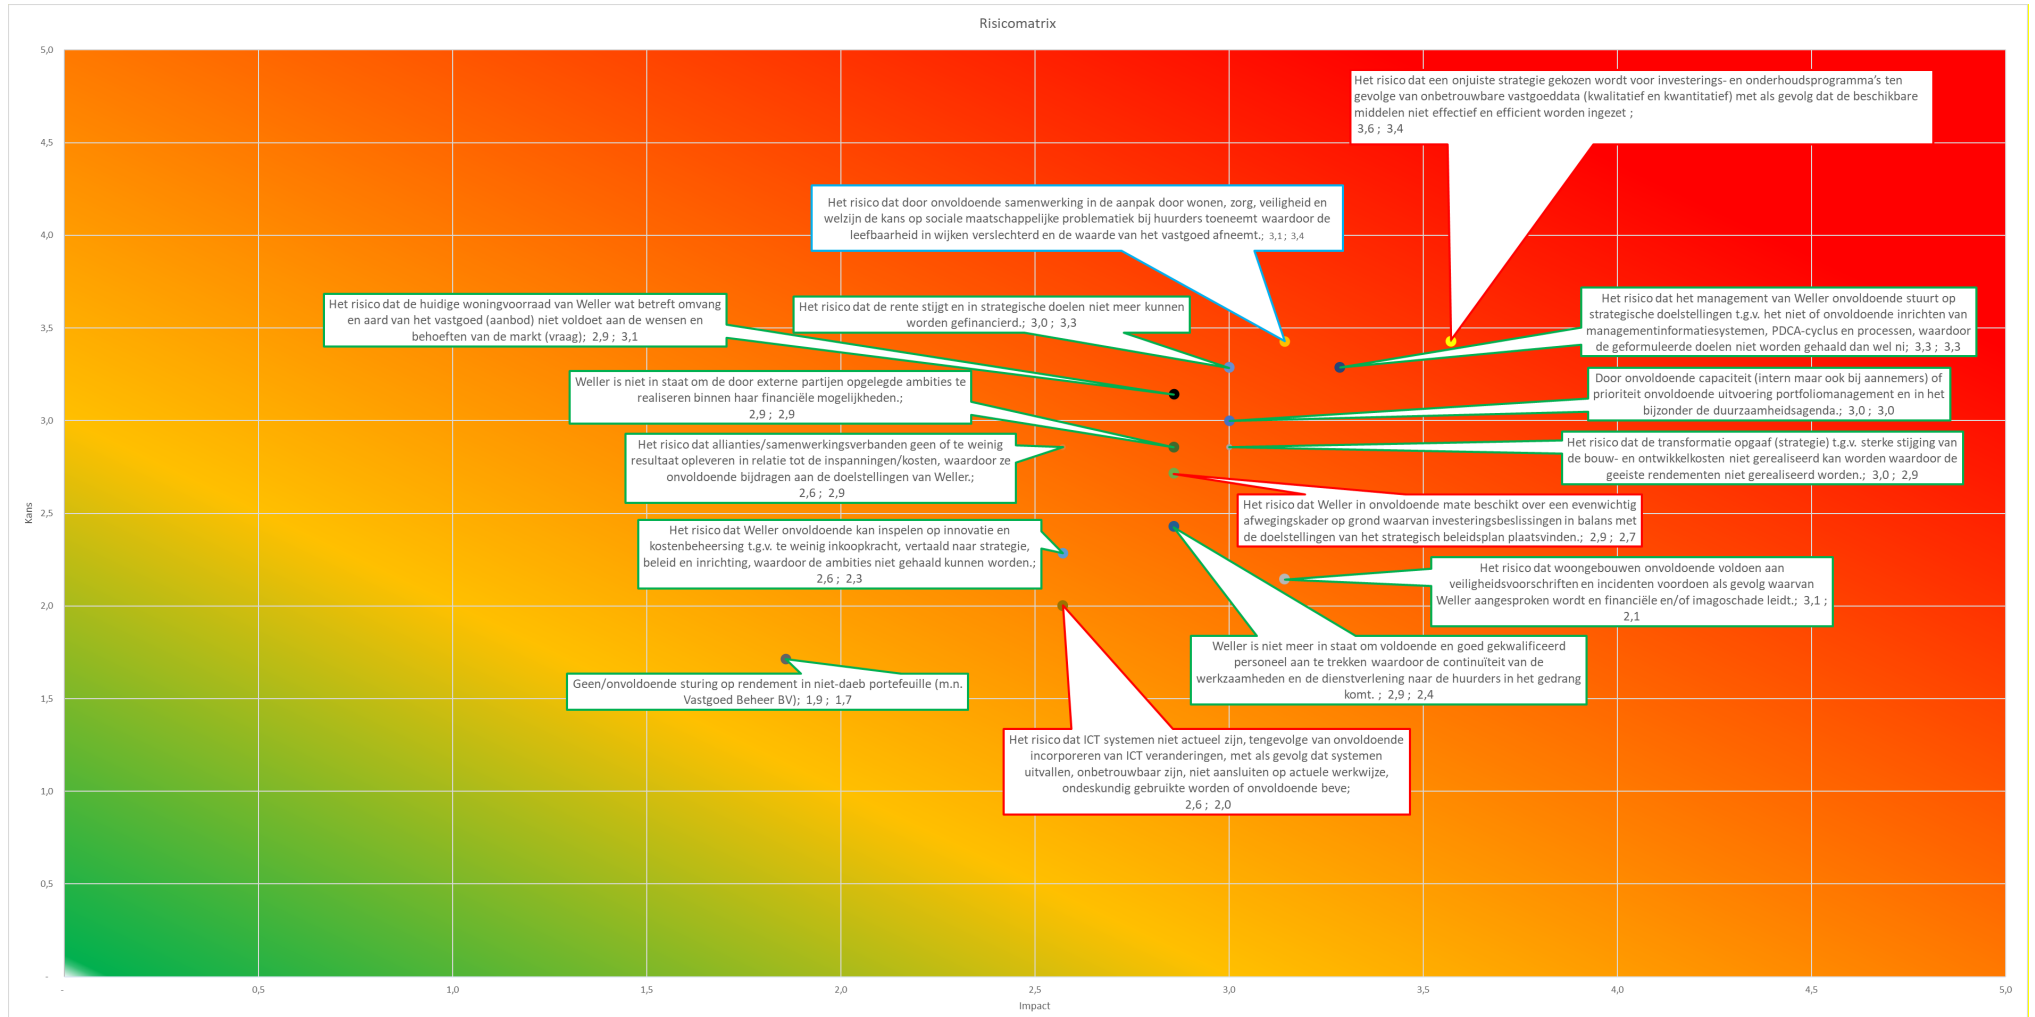 Risicomatrix
Het risico dat een onjuiste strategie gekozen wordt voor investerings- en onderhoudsprogramma's ten
gevolge van onbetrouwbare vastgoeddata (kwalitatief en kwantitatief) met als gevolg dat de beschikbare
middelen niet effectief en efficient worden ingezet ;
3,6 ; 3,4
Het risico dat door onvoldoende samenwerking in de aanpak door wonen, zorg, veiligheid en
welzijn de kans op sociale maatschappelijke problematiek bij huurders toeneemt waardoor de
leefbaarheid in wijken verslechterd en de waarde van het vastgoed afneemt.; 3,1 ; 3,4
Het risico dat de huidige woningvoorraad van Weller wat betreft omvang
en aard van het vastgoed (aanbod) niet voldoet aan de wensen en
behoeften van de markt (vraag); 2,9 ; 3,1
Het risico dat de rente stijgt en in strategische doelen niet meer kunnen
worden gefinancierd.; 3,0 ; 3,3
Het risico dat het management van Weller onvoldoende stuurt op
strategische doelstellingen t.g.v. het niet of onvoldoende inrichten van
managementinformatiesystemen, PDCA-cyclus en processen, waardoor
de geformuleerde doelen niet worden gehaald dan wel ni; 3,3 ; 3,3
Weller is niet in staat om de door externe partijen opgelegde ambities te
realiseren binnen haar financiële mogelijkheden.;
2,9 ; 2,9
Door onvoldoende capaciteit (intern maar ook bij aannemers) of
prioriteit onvoldoende uitvoering portfoliomanagement en in het
bijzonder de duurzaamheidsagenda.; 3,0 ; 3,0
Het risico dat allianties/samenwerkingsverbanden geen of te weinig
resultaat opleveren in relatie tot de inspanningen/kosten, waardoor ze
onvoldoende bijdragen aan de doelstellingen van Weller.;
2,6 ; 2,9
Het risico dat de transformatie opgaaf (strategie) t.g.v. sterke stijging van
de bouw- en ontwikkelkosten niet gerealiseerd kan worden waardoor de
geeiste rendementen niet gerealiseerd worden.; 3,0 ; 2,9
Het risico dat Weller in onvoldoende mate beschikt over een evenwichtig
afwegingskader op grond waarvan investeringsbeslissingen in balans met
de doelstellingen van het strategisch beleidsplan plaatsvinden.; 2,9 ; 2,7
Het risico dat Weller onvoldoende kan inspelen op innovatie en
kostenbeheersing t.g.v. te weinig inkoopkracht, vertaald naar strategie,
beleid en inrichting, waardoor de ambities niet gehaald kunnen worden.;
2,6 ; 2,3
Het risico dat woongebouwen onvoldoende voldoen aan
veiligheidsvoorschriften en incidenten voordoen als gevolg waarvan
Weller aangesproken wordt en financiële en/of imagoschade leidt.; 3,1 ;
2,1
Weller is niet meer in staat om voldoende en goed gekwalificeerd
personeel aan te trekken waardoor de continuïteit van de
werkzaamheden en de dienstverlening naar de huurders in het gedrang
komt. ; 2,9 ; 2,4
Geen/onvoldoende sturing op rendement in niet-daeb portefeuille (m.n.
Vastgoed Beheer BV); 1,9 ; 1,7
Het risico dat ICT systemen niet actueel zijn, tengevolge van onvoldoende
incorporeren van ICT veranderingen, met als gevolg dat systemen
uitvallen, onbetrouwbaar zijn, niet aansluiten op actuele werkwijze,
ondeskundig gebruikte worden of onvoldoende beve;
2,6 ; 2,0
Kans
5,0
4,5
4,0
3,5
3,0
2,5
2,0
1,5
1,0
0,5
-
- 0,5 1,0 1,5 2,0 2,5 3,0 3,5 4,0 4,5 5,0
Impact